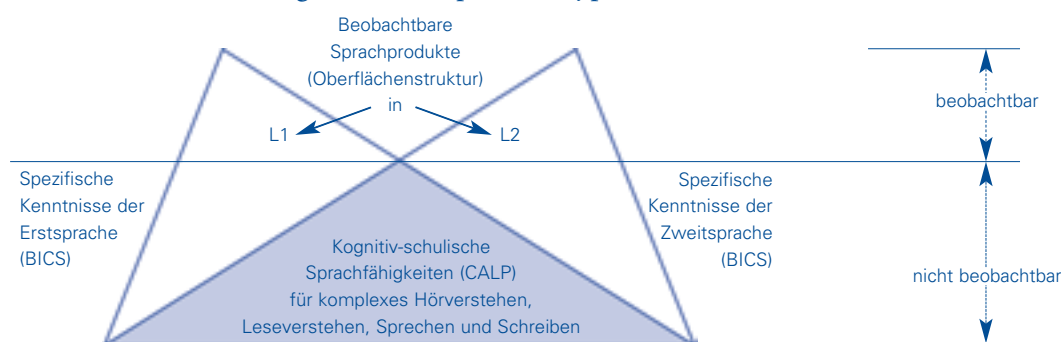 Beobachtbare
Sprachprodukte
(Oberflächenstruktur)
in
L1
L2
beobachtbar
Spezifische
Kenntnisse der
Erstsprache
(BICS)
Spezifische
Kenntnisse der
Zweitsprache
(BICS)
Kognitiv-schulische
Sprachfähigkeiten (CALP)
für komplexes Hörverstehen,
Leseverstehen, Sprechen und Schreiben
nicht beobachtbar